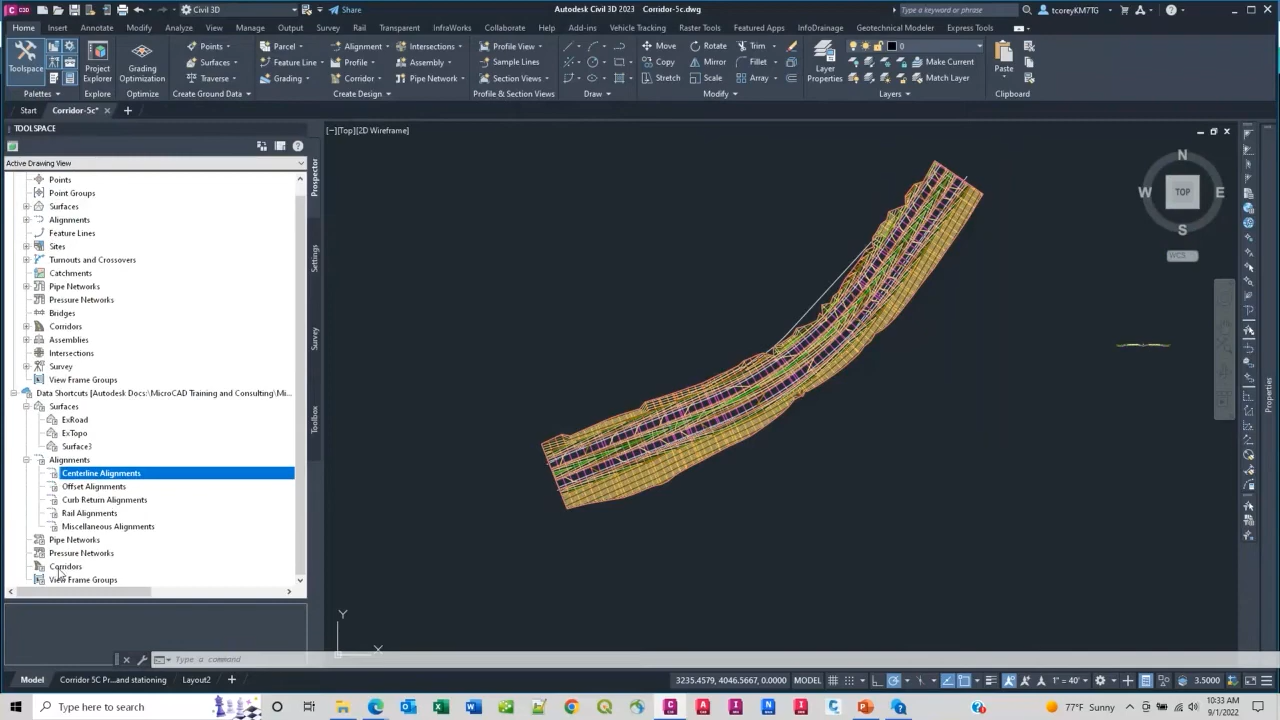 C3D
Civil 3D
Share
Autodesk Civil 3D 2023 Corridor-5c.dwg
Type a keyword or phrase
tcoreyKM7TG
Home Insert Annotate Modify Analyze View Manage Output Survey Rail Transparent InfraWorks Collaborate Help Add-ins Vehicle Tracking Raster Tools Featured Apps InfoDrainage Geotechnical Module Express Tools
Points Parcel Alignment Intersections Profile View Move Rotate Trim 0
Surfaces Feature Line Profile Assembly Sample Lines Copy Mirror Fillet Make Current
Traverse Grading Corridor Pipe Network Section Views Stretch Scale Array Match Layer
Toolspace Project Explorer Grading Optimization Layer Properties Paste
Palettes Explore Optimize Create Ground Data Create Design Profile & Section Views Draw Modify Layers Clipboard
Start Corridor-5c*
TOOLSPACE
[−][Top][2D Wireframe]
Active Drawing View
Points
Point Groups
Surfaces
Alignments
Feature Lines
Sites
Turnouts and Crossovers
Catchments
Pipe Networks
Pressure Networks
Bridges
Corridors
Assemblies
Intersections
Survey
View Frame Groups
Data Shortcuts [Autodesk Docs:\MicroCAD Training and Consulting\Mi...
Surfaces
ExRoad
ExTopo
Surface3
Alignments
Centerline Alignments
Offset Alignments
Curb Return Alignments
Rail Alignments
Miscellaneous Alignments
Pipe Networks
Pressure Networks
Corridors
View Frame Groups
Prospector
Settings
Survey
Toolbox
N
W TOP E
S
WCS
Properties
Y
X
Type a command
Model Corridor 5C Pr...and stationing Layout2
3235.4579, 4046.5667, 0.0000 MODEL 1" = 40' 3.5000
Type here to search
77°F Sunny
10:33 AM
9/1/2022